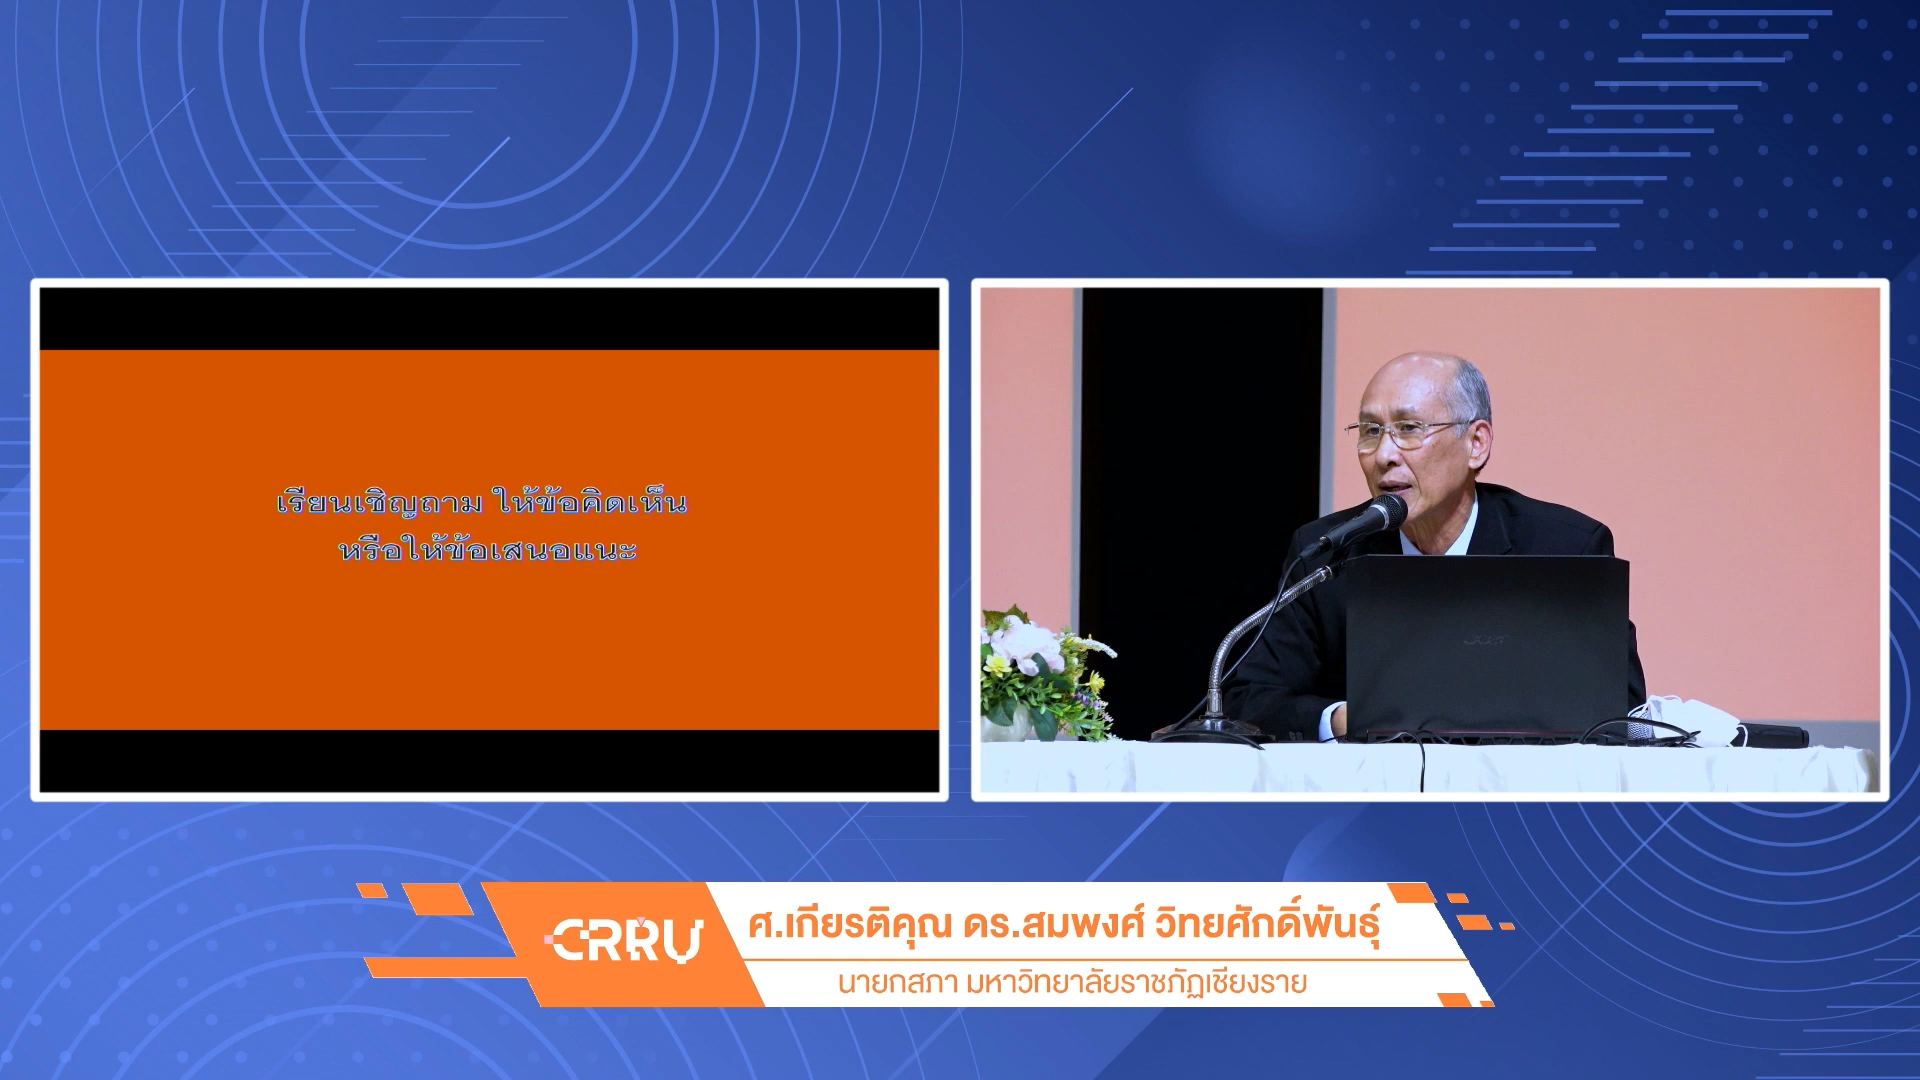 เรียนเชิญถาม ให้ข้อคิดเห็น
หรือให้ข้อเสนอแนะ
acer
CRRU
ศ.เกียรติคุณ ดร.สมพงศ์ วิทยศักดิ์พันธุ์
นายกสภา มหาวิทยาลัยราชภัฏเชียงราย